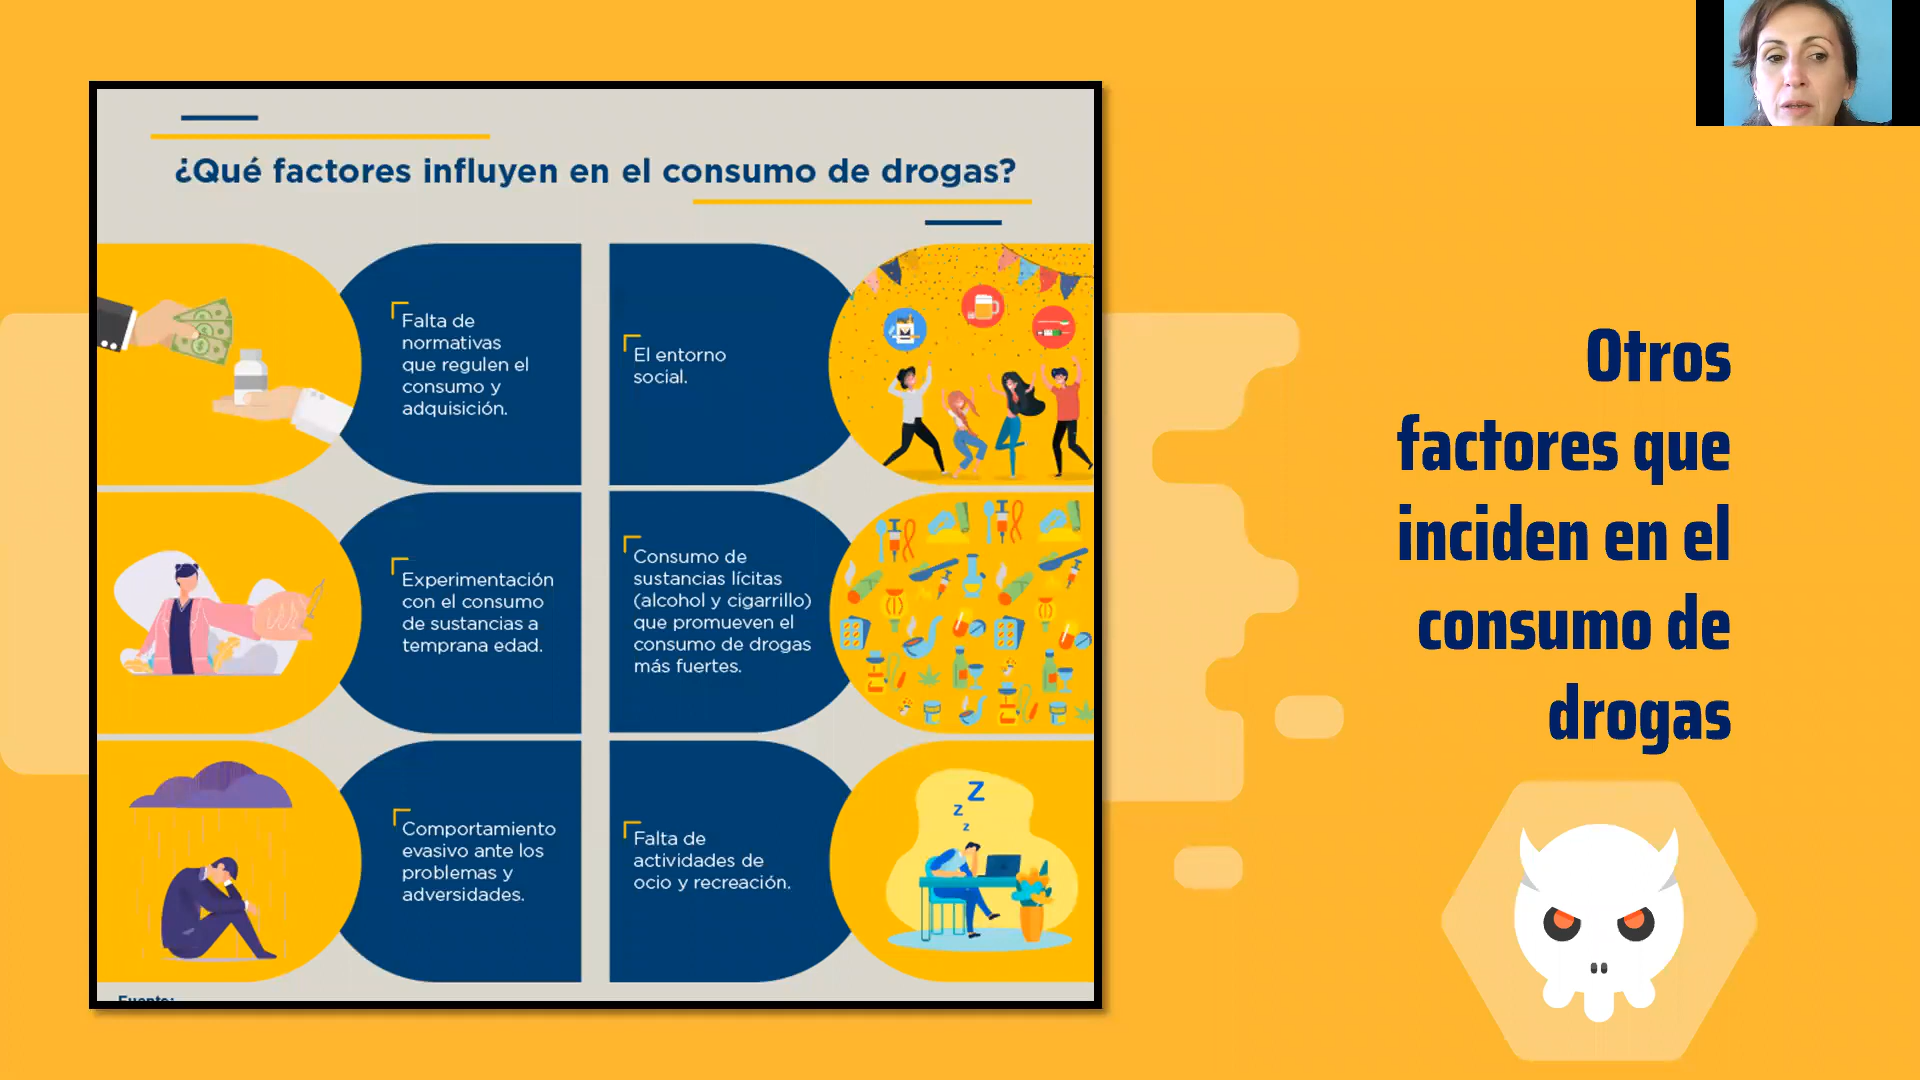 ¿Qué factores influyen en el consumo de drogas?
Falta de
normativas
que regulen el
consumo y
adquisición.
El entorno
social.
Experimentación
con el consumo
de sustancias a
temprana edad.
Consumo de
sustancias lícitas
(alcohol y cigarrillo)
que promueven el
consumo de drogas
más fuertes.
Comportamiento
evasivo ante los
problemas y
adversidades.
Falta de
actividades de
ocio y recreación.
Z
z
z
Fuente:
Otros
factores que
inciden en el
consumo de
drogas